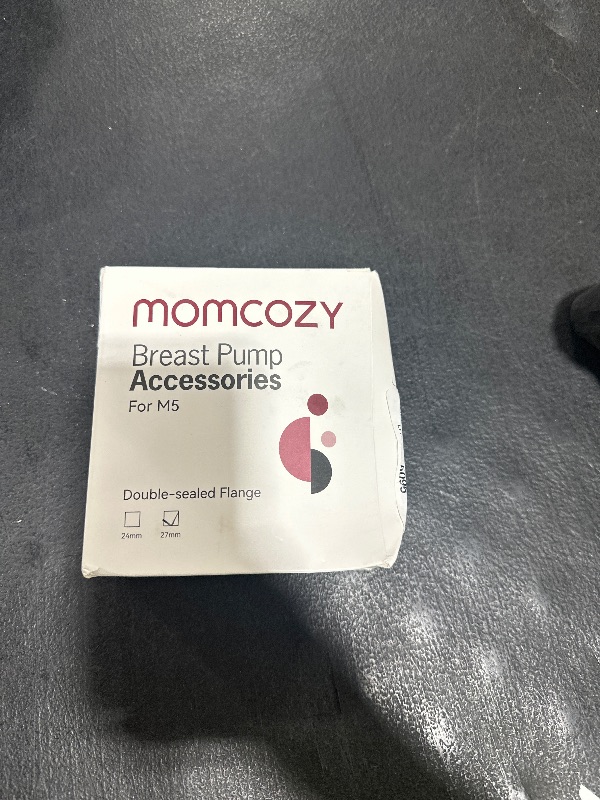 momcozy
Breast Pump
Accessories
For M5
Double-sealed Flange
24mm 27mm